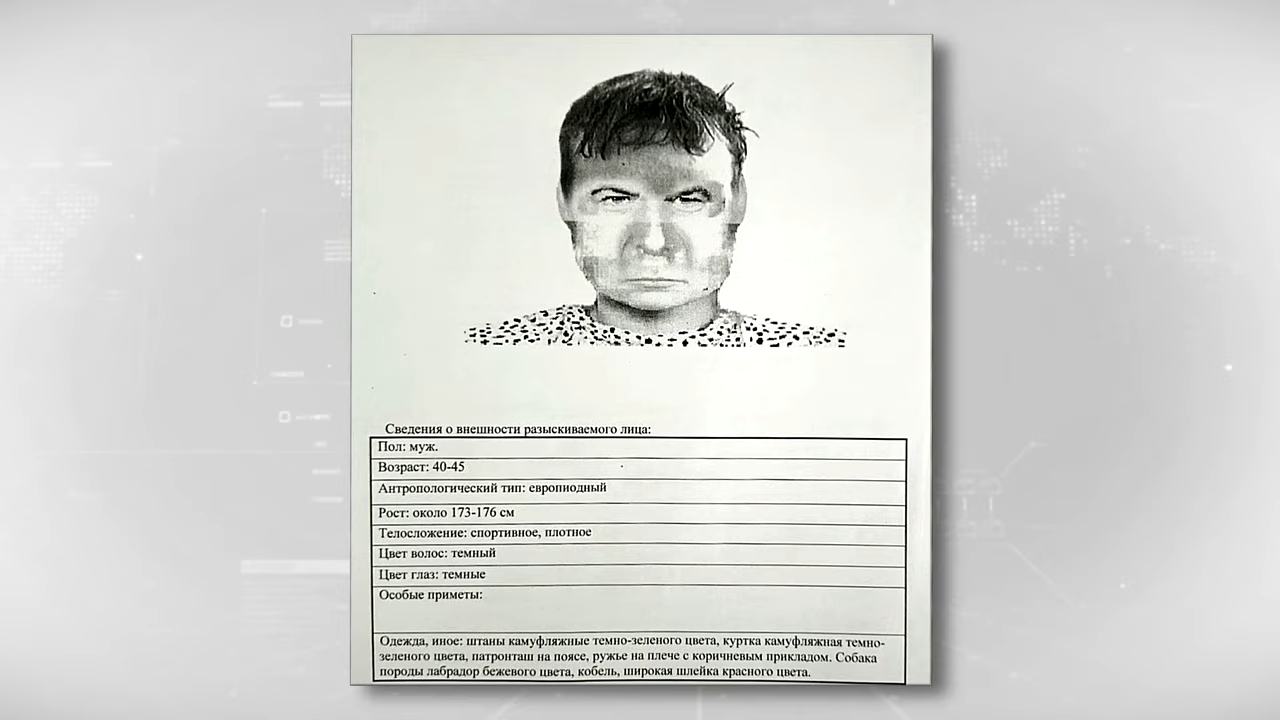 Сведения о внешности разыскиваемого лица:
Пол: муж.
Возраст: 40-45
Антропологический тип: европиодный
Рост: около 173-176 см
Телосложение: спортивное, плотное
Цвет волос: темный
Цвет глаз: темные
Особые приметы:
Одежда, иное: штаны камуфляжные темно-зеленого цвета, куртка камуфляжная темно-
зеленого цвета, патронташ на поясе, ружье на плече с коричневым прикладом. Собака
породы лабрадор бежевого цвета, кобель, широкая шлейка красного цвета.